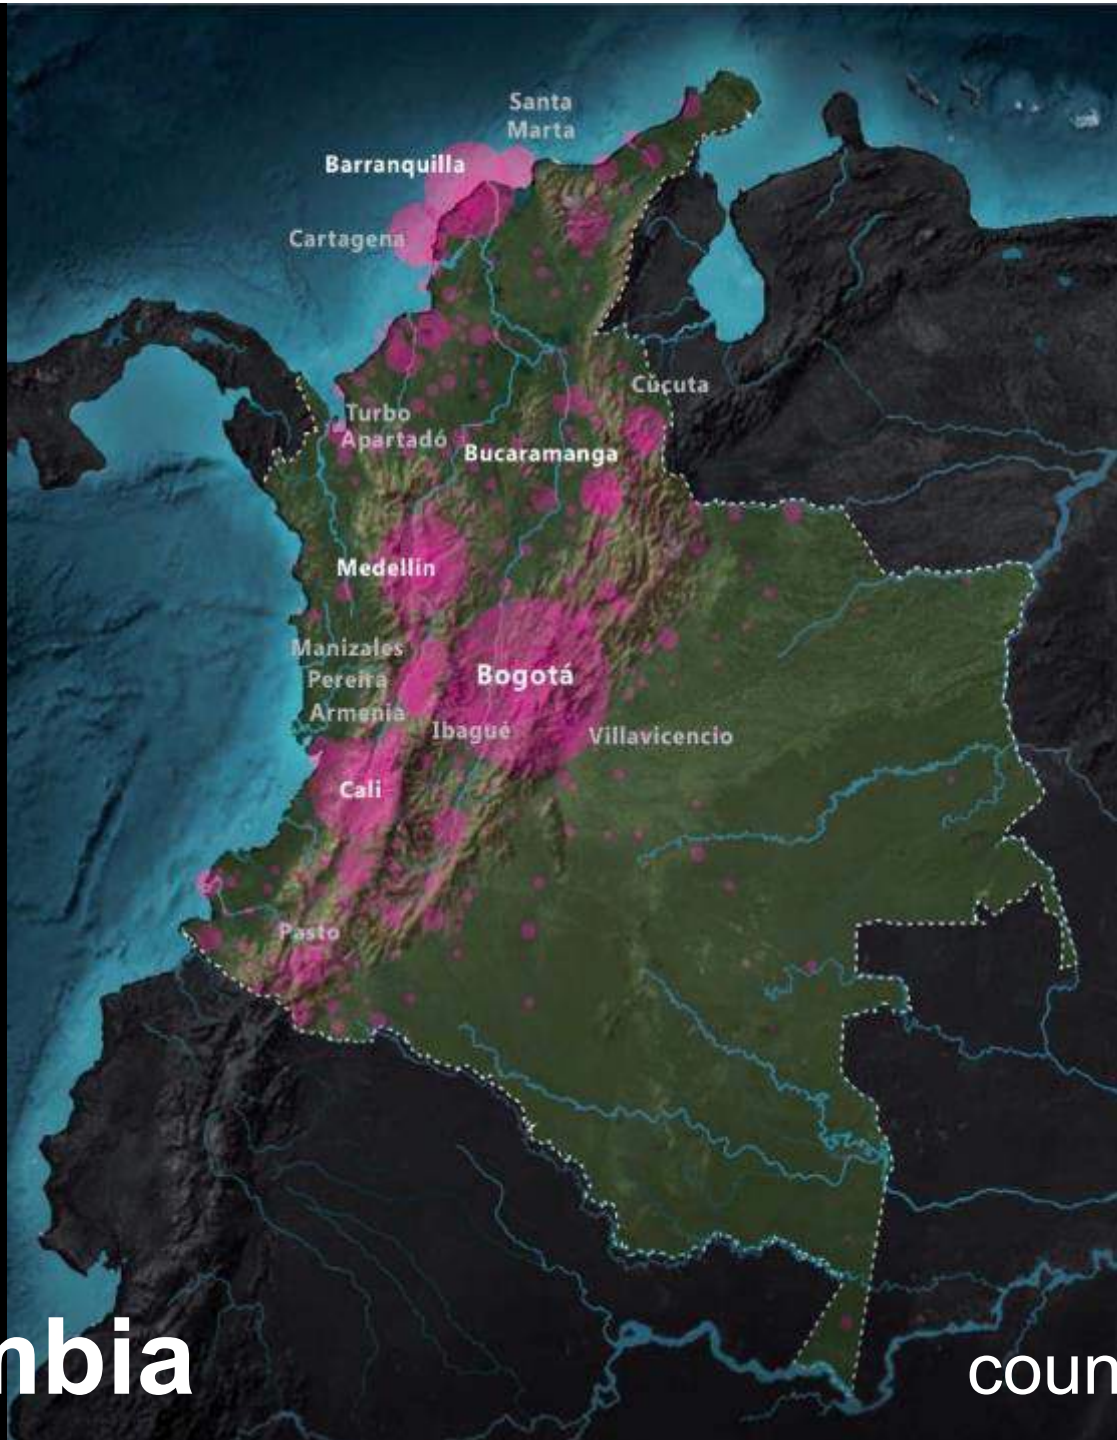 Santa
Marta
Barranquilla
Cartagena
Cúcuta
Turbo
Apartadó
Bucaramanga
Medellín
Manizales
Pereira
Bogotá
Armenia
Ibagué
Villavicencio
Cali
Pasto
nbia
coun